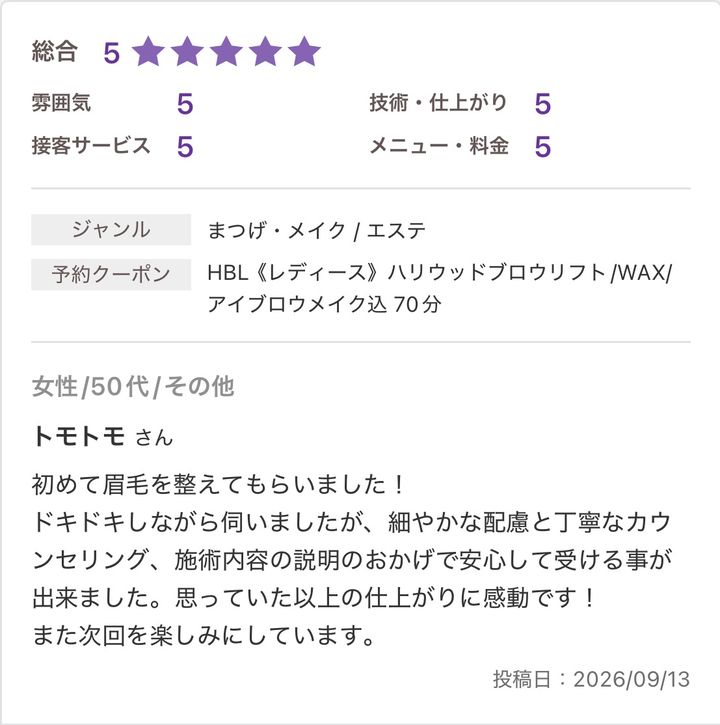 総合 5 ★★★★★
雰囲気 5 技術・仕上がり 5
接客サービス 5 メニュー・料金 5
ジャンル まつげ・メイク / エステ
予約クーポン HBL《レディース》ハリウッドブロウリフト/WAX/
アイブロウメイク込 70分
女性/50代/その他
トモトモ さん
初めて眉毛を整えてもらいました！
ドキドキしながら伺いましたが、細やかな配慮と丁寧なカウ
ンセリング、施術内容の説明のおかげで安心して受ける事が
出来ました。思っていた以上の仕上がりに感動です！
また次回を楽しみにしています。
投稿日：2026/09/13